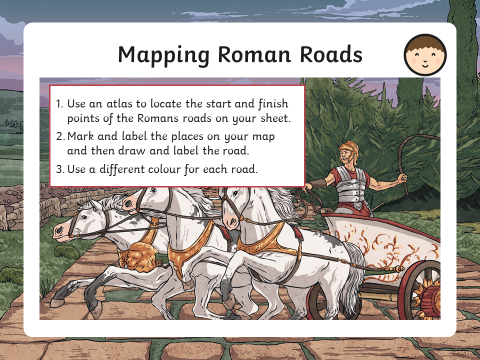 Mapping Roman Roads
1. Use an atlas to locate the start and finish
points of the Romans roads on your sheet.
2. Mark and label the places on your map
and then draw and label the road.
3. Use a different colour for each road.